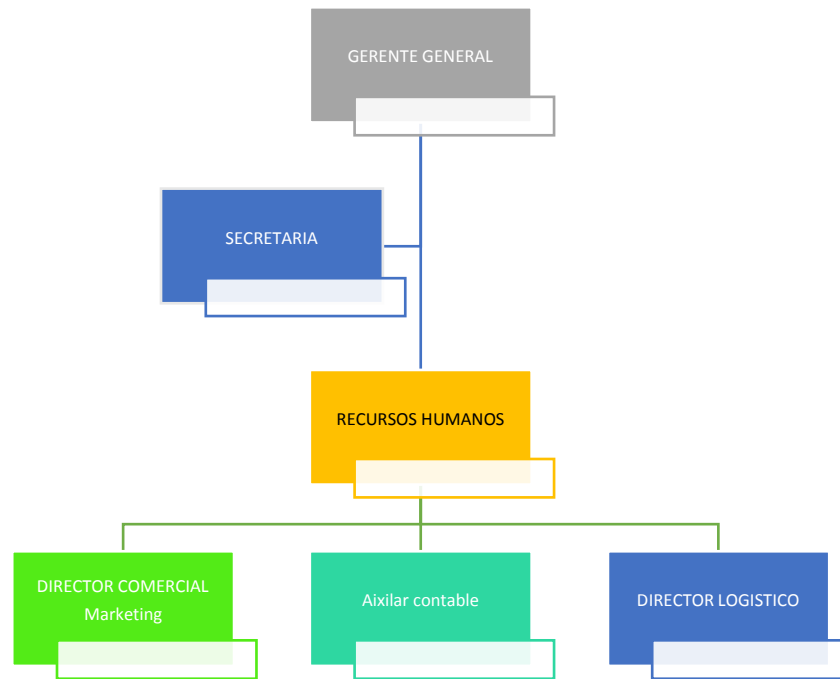 GERENTE GENERAL
SECRETARIA
RECURSOS HUMANOS
DIRECTOR COMERCIAL
Marketing
Aixilar contable
DIRECTOR LOGISTICO